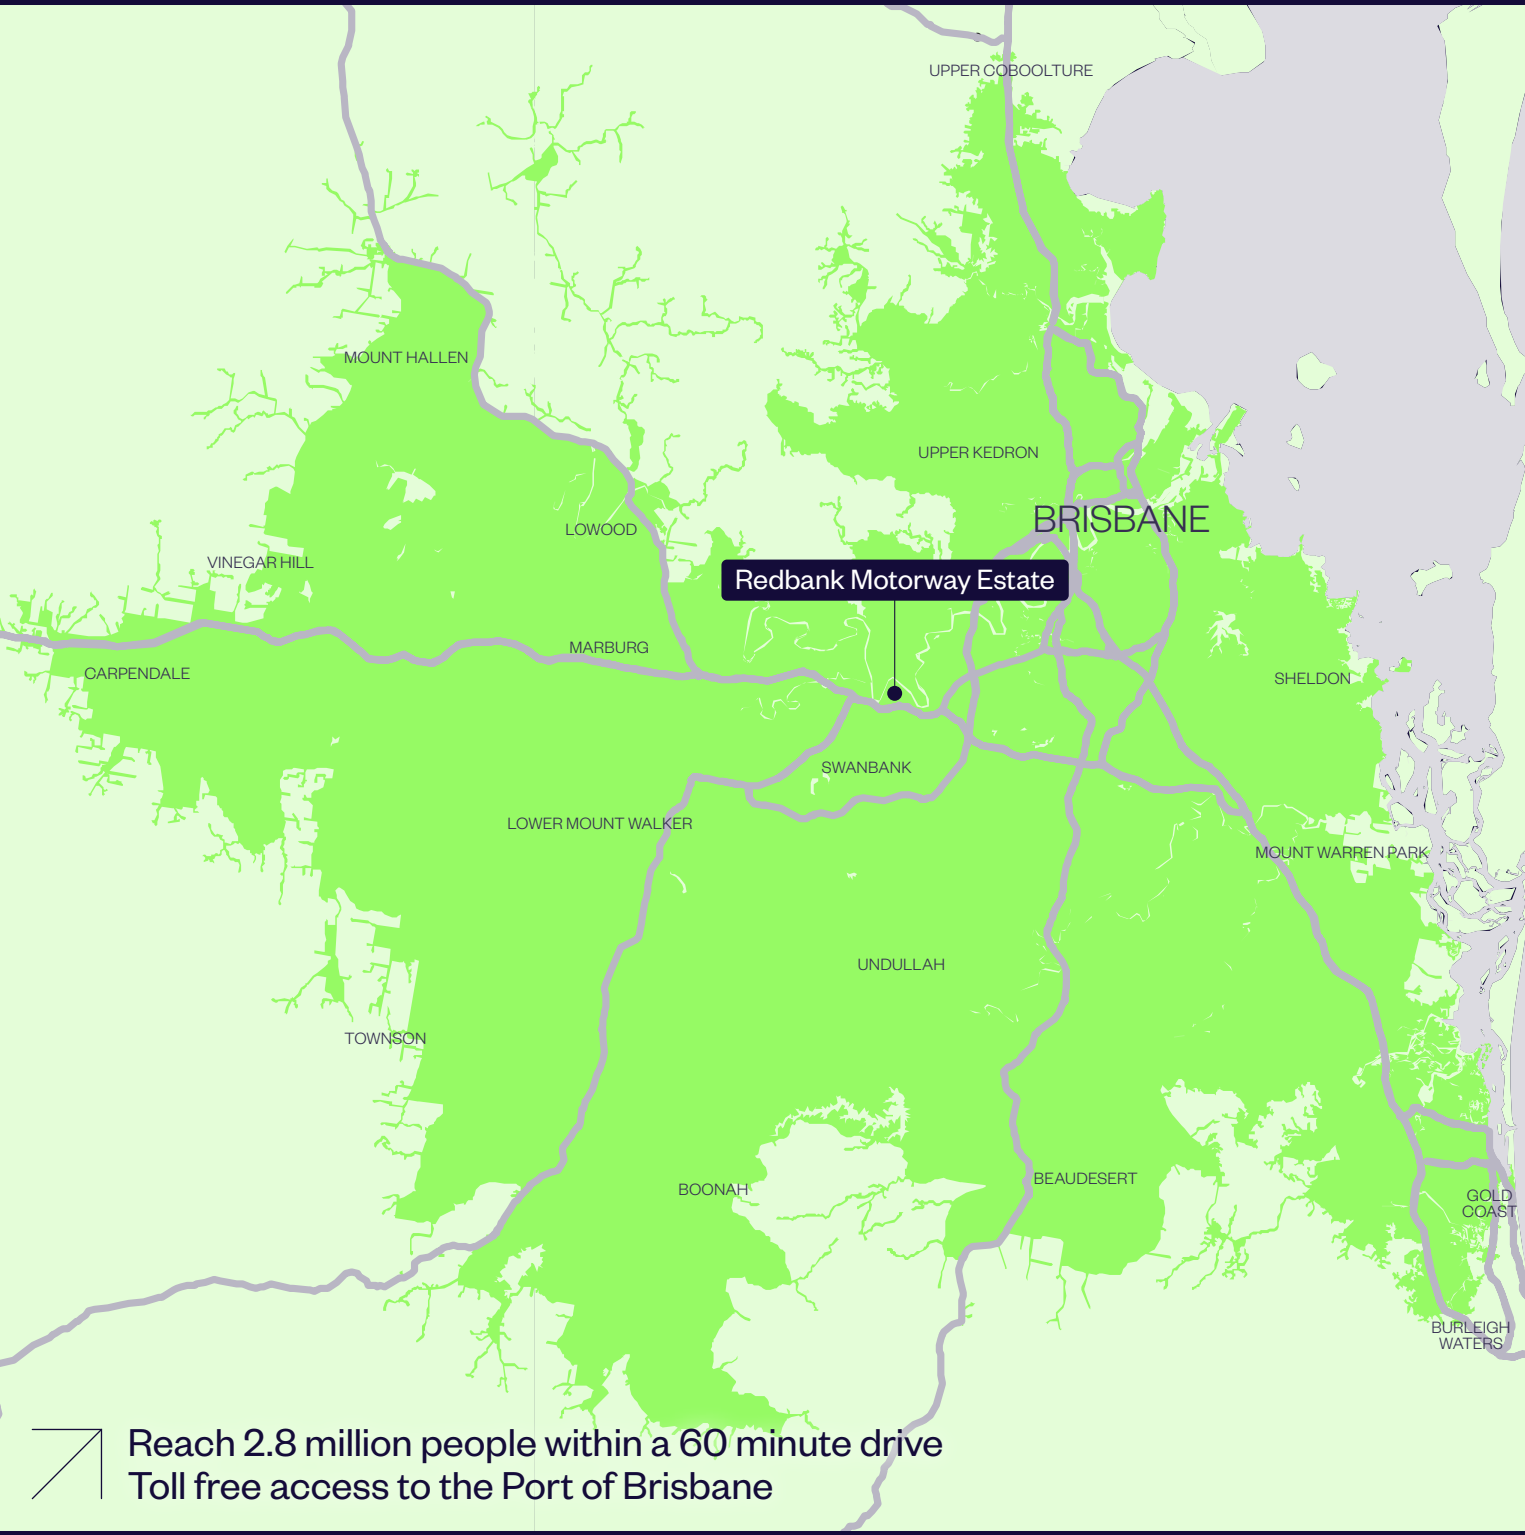 UPPER COBOOLTURE
MOUNT HALLEN
UPPER KEDRON
BRISBANE
LOWOOD
VINEGAR HILL
Redbank Motorway Estate
MARBURG
CARPENDALE
SHELDON
SWANBANK
LOWER MOUNT WALKER
MOUNT WARREN PARK
UNDULLAH
TOWNSON
BEAUDESERT
BOONAH
GOLD
COAST
BURLEIGH
WATERS
Reach 2.8 million people within a 60 minute drive
Toll free access to the Port of Brisbane